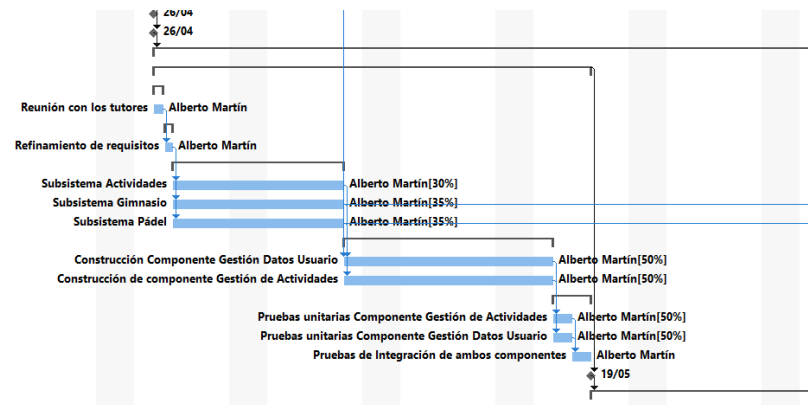 26/04
26/04
Reunión con los tutores Alberto Martín
Refinamiento de requisitos Alberto Martín
Subsistema Actividades Alberto Martín[30%]
Subsistema Gimnasio Alberto Martín[35%]
Subsistema Pádel Alberto Martín[35%]
Construcción Componente Gestión Datos Usuario Alberto Martín[50%]
Construcción de componente Gestión de Actividades Alberto Martín[50%]
Pruebas unitarias Componente Gestión de Actividades Alberto Martín[50%]
Pruebas unitarias Componente Gestión Datos Usuario Alberto Martín[50%]
Pruebas de Integración de ambos componentes Alberto Martín
19/05